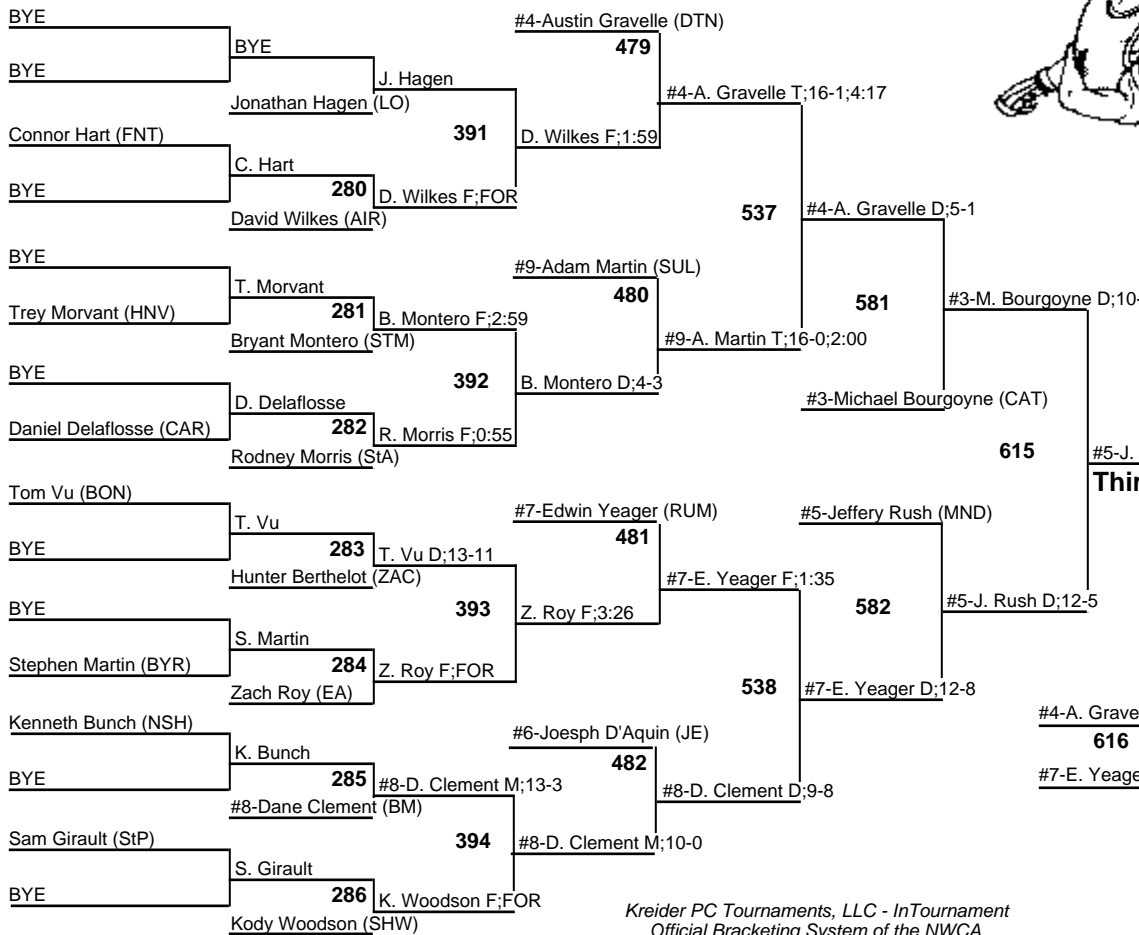 BYE
#4-Austin Gravelle (DTN)
479
BYE
BYE
J. Hagen
#4-A. Gravelle T;16-1;4:17
Jonathan Hagen (LO)
Connor Hart (FNT)
391
D. Wilkes F;1:59
C. Hart
BYE
280
D. Wilkes F;FOR
David Wilkes (AIR)
537
#4-A. Gravelle D;5-1
BYE
#9-Adam Martin (SUL)
T. Morvant
480
581
#3-M. Bourgoyne D;10-
Trey Morvant (HNV)
281
B. Montero F;2:59
Bryant Montero (STM)
#9-A. Martin T;16-0;2:00
BYE
392
B. Montero D;4-3
D. Delaflosse
#3-Michael Bourgoyne (CAT)
Daniel Delaflosse (CAR)
282
R. Morris F;0:55
Rodney Morris (StA)
615
#5-J.
Thir
Tom Vu (BON)
#7-Edwin Yeager (RUM)
#5-Jeffery Rush (MND)
T. Vu
481
BYE
283
T. Vu D;13-11
Hunter Berthelot (ZAC)
#7-E. Yeager F;1:35
BYE
393
Z. Roy F;3:26
582
#5-J. Rush D;12-5
S. Martin
Stephen Martin (BYR)
284
Z. Roy F;FOR
Zach Roy (EA)
538
#7-E. Yeager D;12-8
Kenneth Bunch (NSH)
#6-Joesph D'Aquin (JE)
#4-A. Grave
616
K. Bunch
482
BYE
285
#8-D. Clement M;13-3
#7-E. Yeage
#8-Dane Clement (BM)
#8-D. Clement D;9-8
Sam Girault (StP)
394
#8-D. Clement M;10-0
S. Girault
BYE
286
K. Woodson F;FOR
Kody Woodson (SHW)
Kreider PC Tournaments, LLC - InTournament
Official Bracketing System of the NWCA